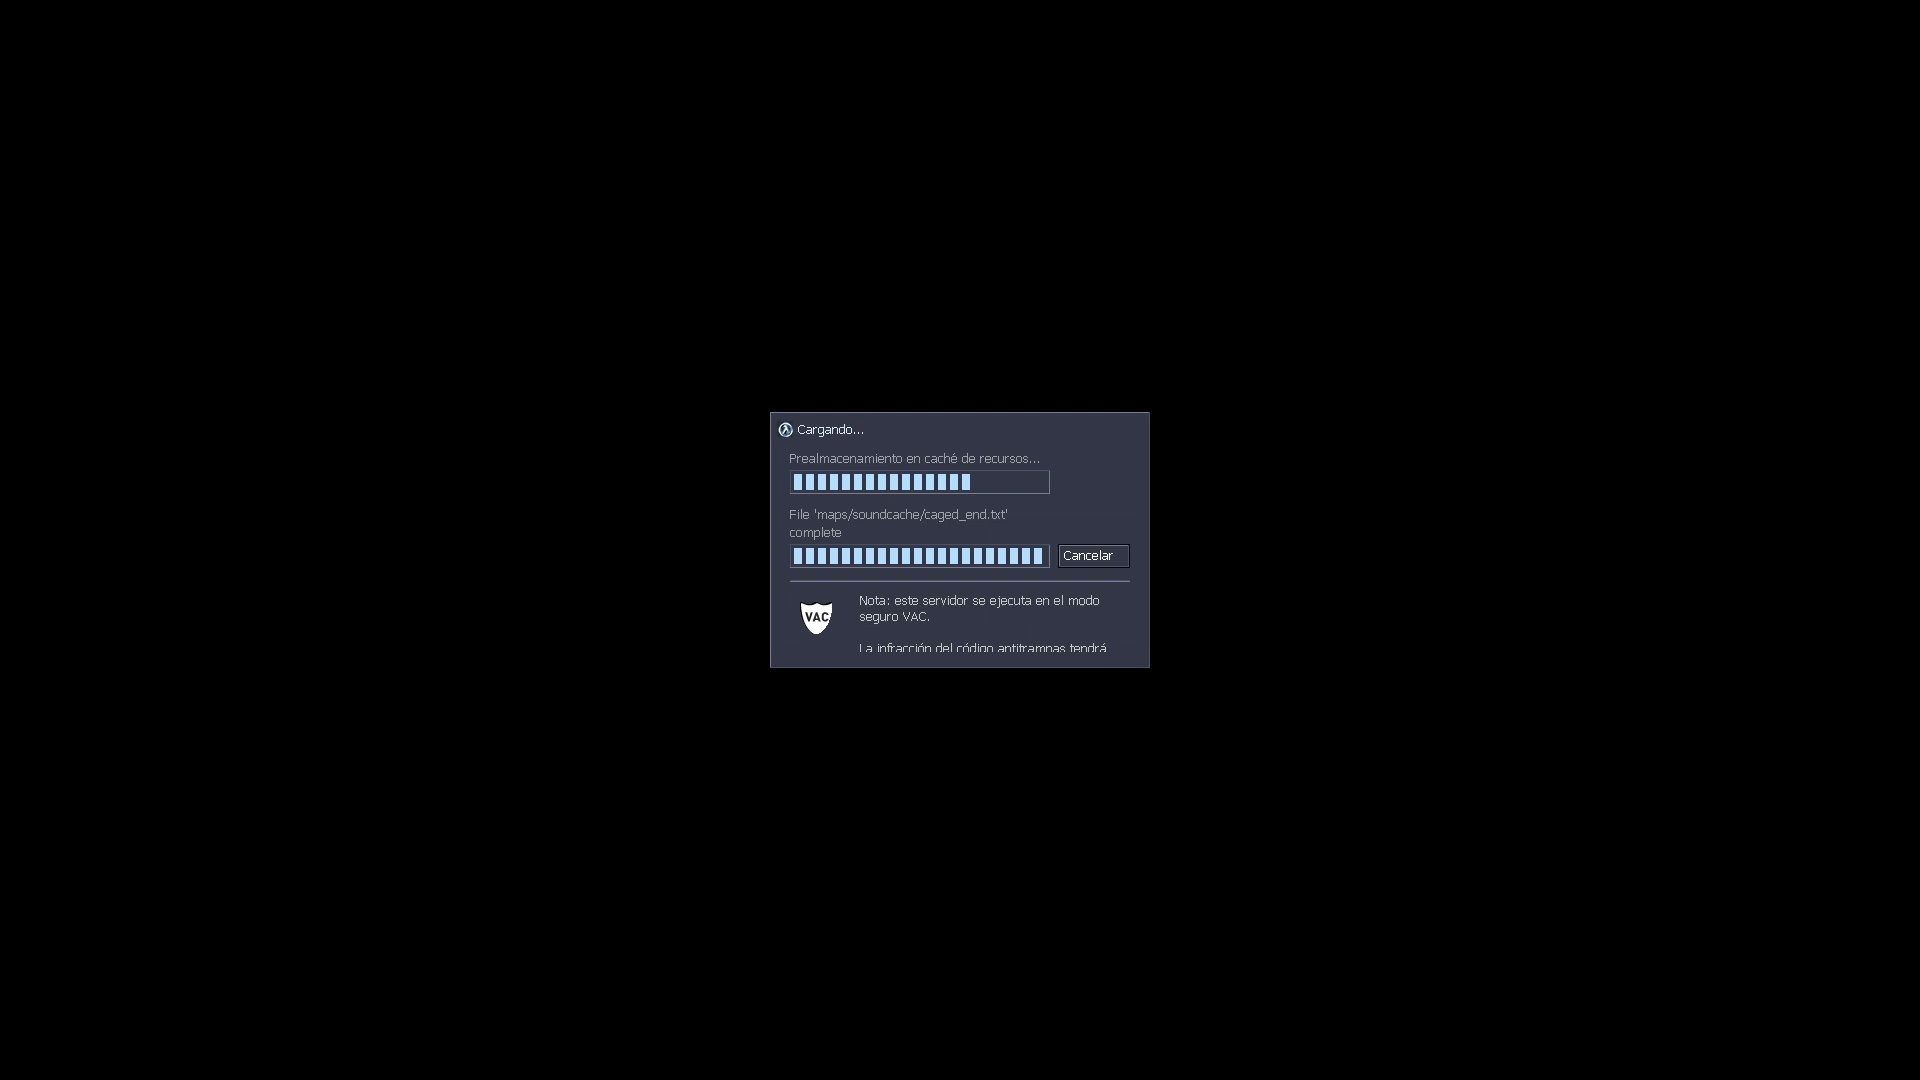 Cargando...
Prealmacenamiento en caché de recursos...
File 'maps/soundcache/caged_end.txt'
complete
Cancelar
VAC
Nota: este servidor se ejecuta en el modo
seguro VAC.
La infracción del código antitrampas tendrá